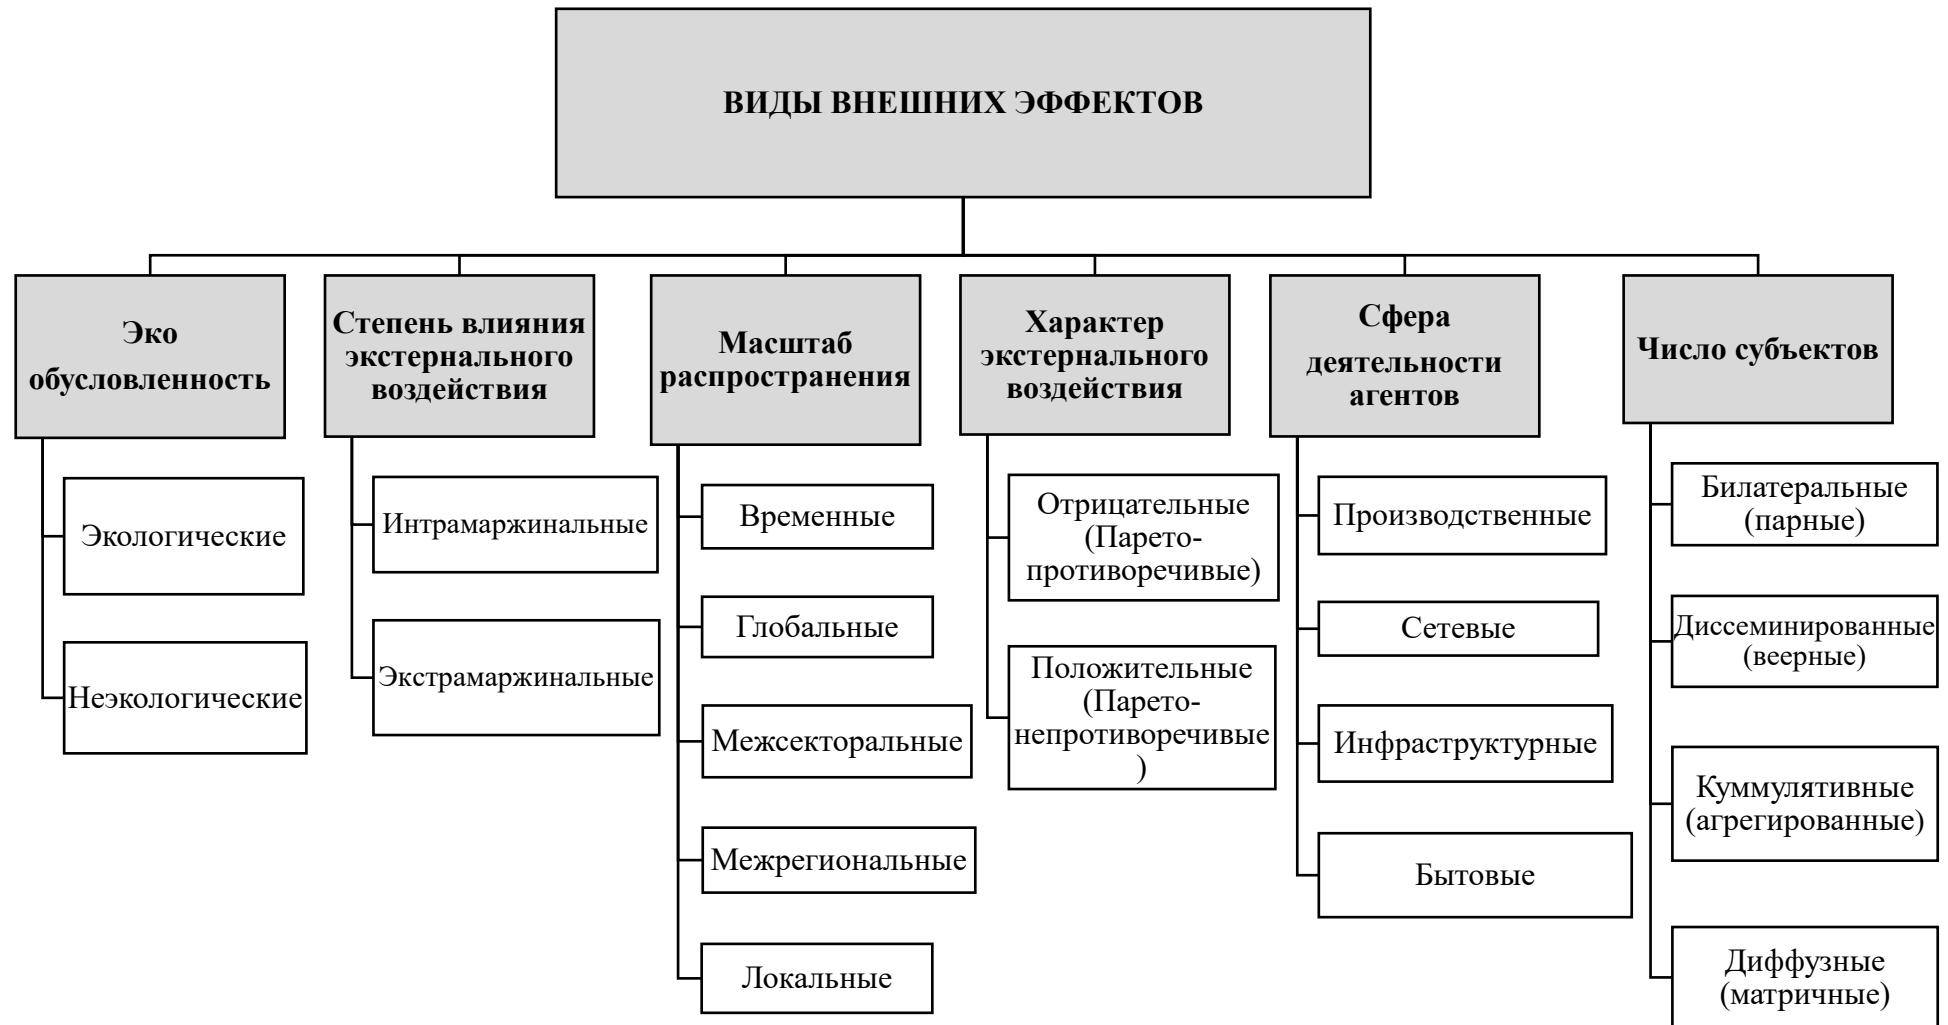 ВИДЫ ВНЕШНИХ ЭФФЕКТОВ
Эко
обусловленность
Экологические
Неэкологические
Степень влияния
экстернального
воздействия
Интрамаржинальные
Экстрамаржинальные
Масштаб
распространения
Временные
Глобальные
Межсекторальные
Межрегиональные
Локальные
Характер
экстернального
воздействия
Отрицательные
(Парето-
противоречивые)
Положительные
(Парето-
непротиворечивые
)
Сфера
деятельности
агентов
Производственные
Сетевые
Инфраструктурные
Бытовые
Число субъектов
Билатеральные
(парные)
Диссеминированные
(веерные)
Куммулятивные
(агрегированные)
Диффузные
(матричные)